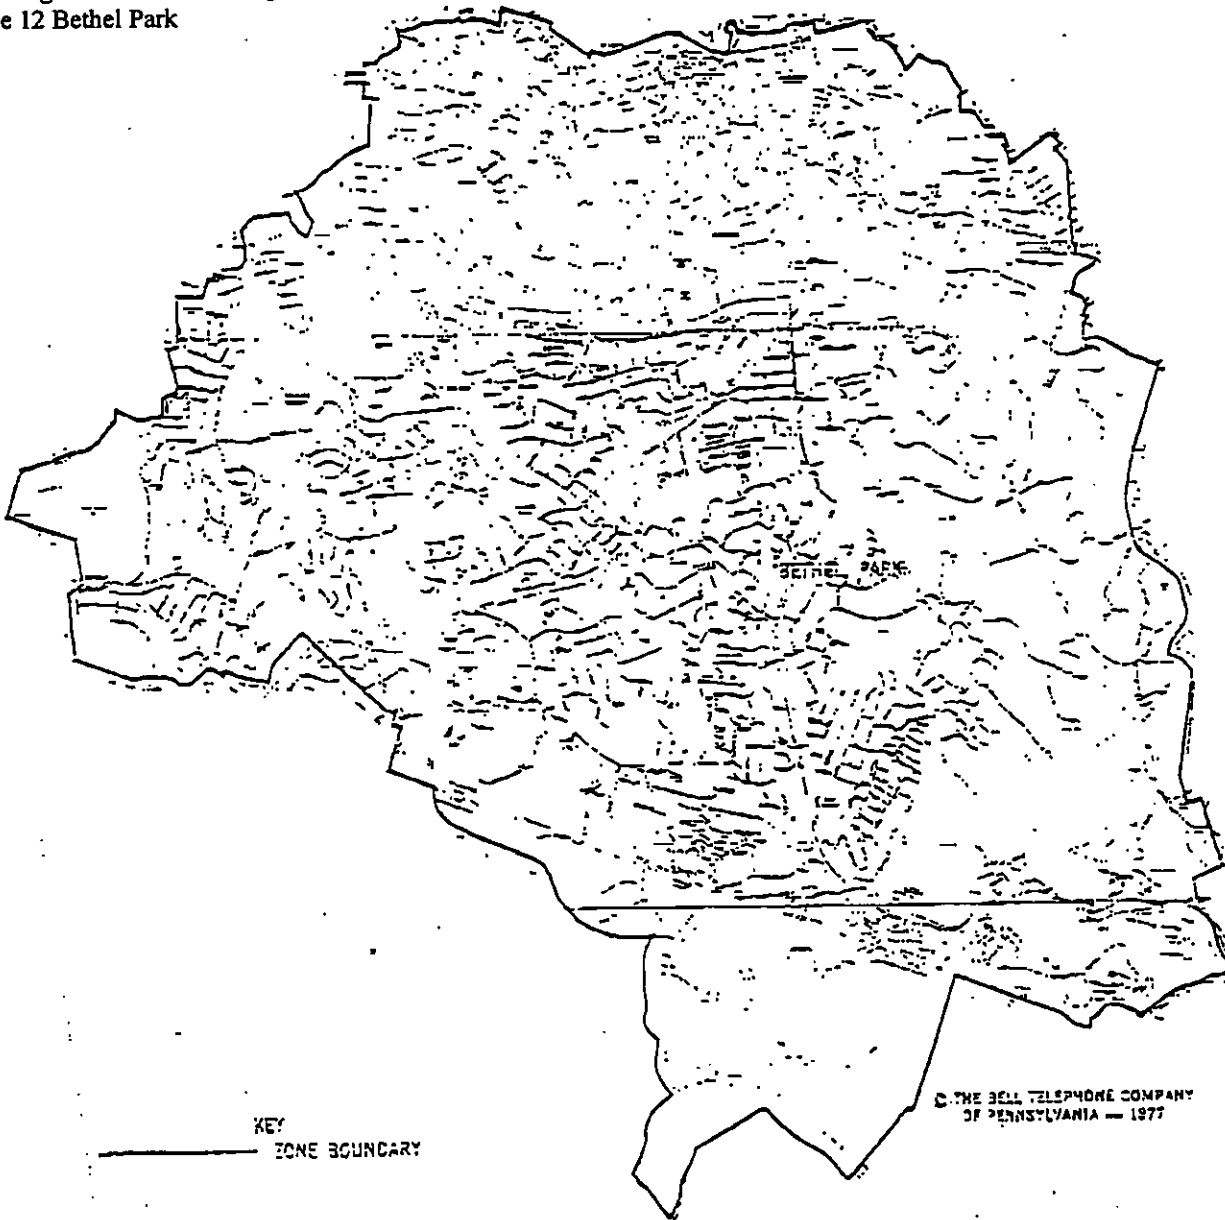 e 12 Bethel Park
BETHEL PARK
© THE BELL TELEPHONE COMPANY
OF PENNSYLVANIA — 1977
KEY
ZONE BOUNDARY